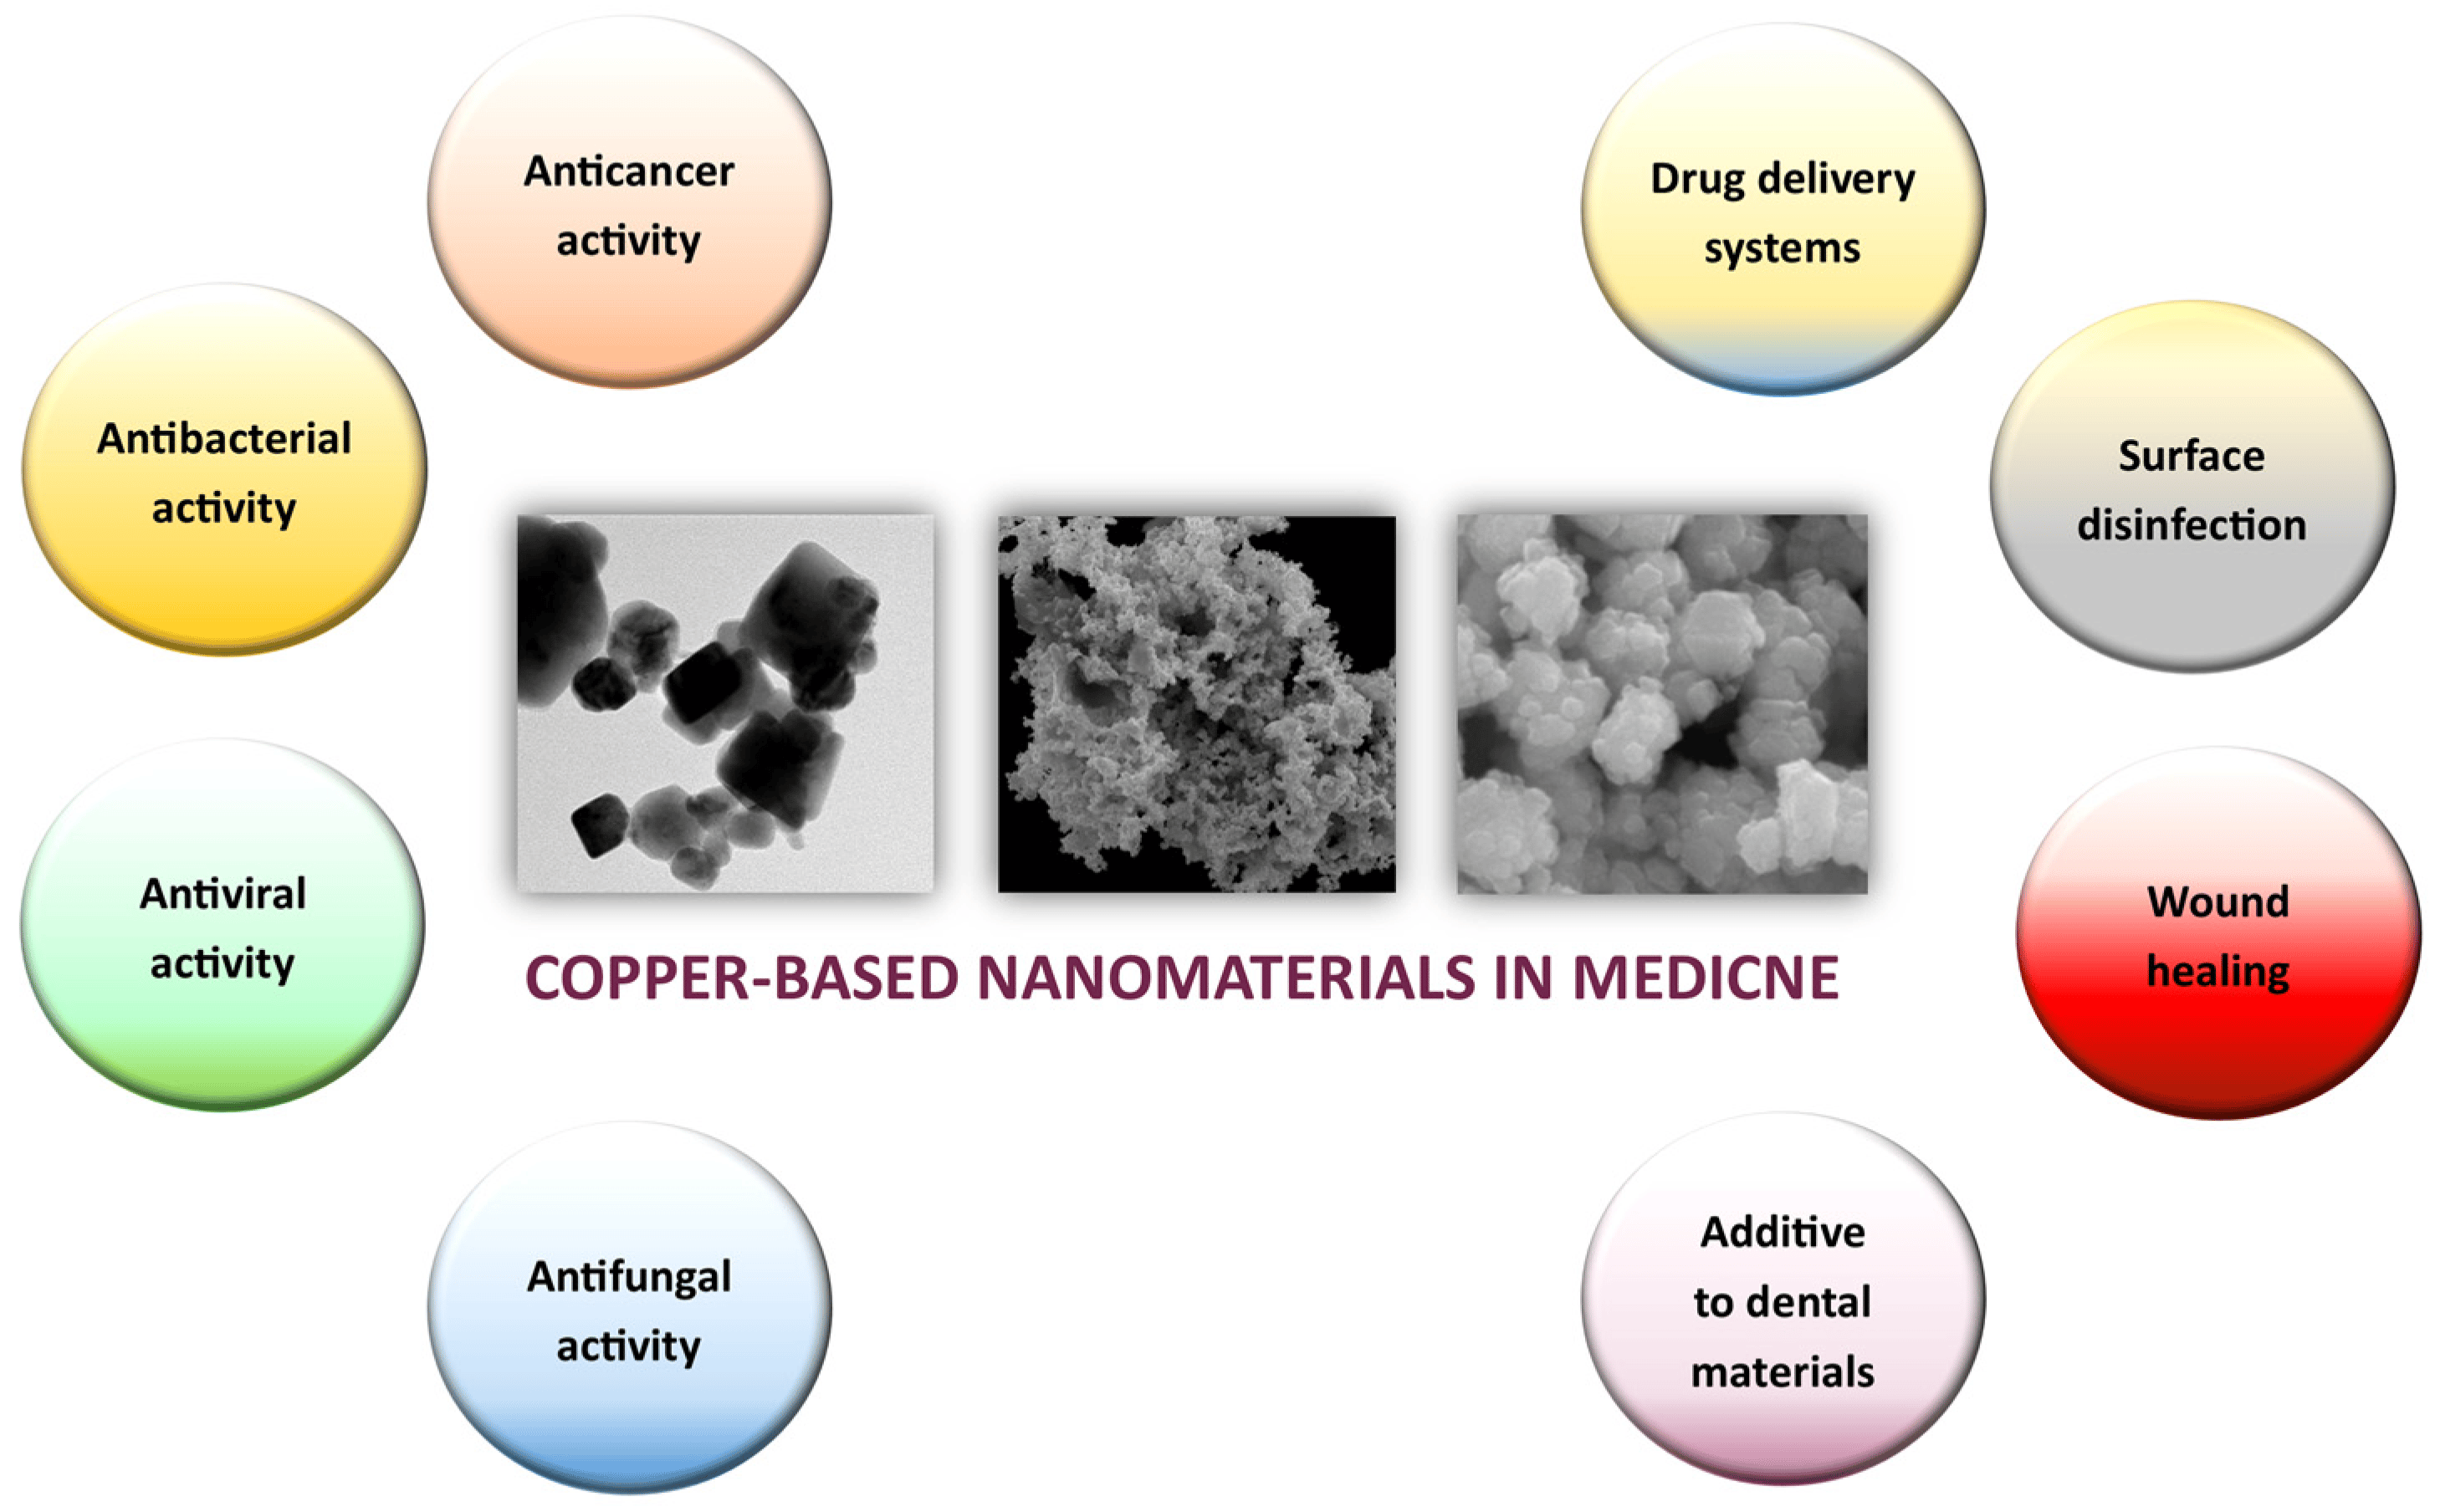 Anticancer
activity
Drug delivery
systems
Antibacterial
activity
Surface
disinfection
Antiviral
activity
Wound
healing
COPPER-BASED NANOMATERIALS IN MEDICNE
Antifungal
activity
Additive
to dental
materials